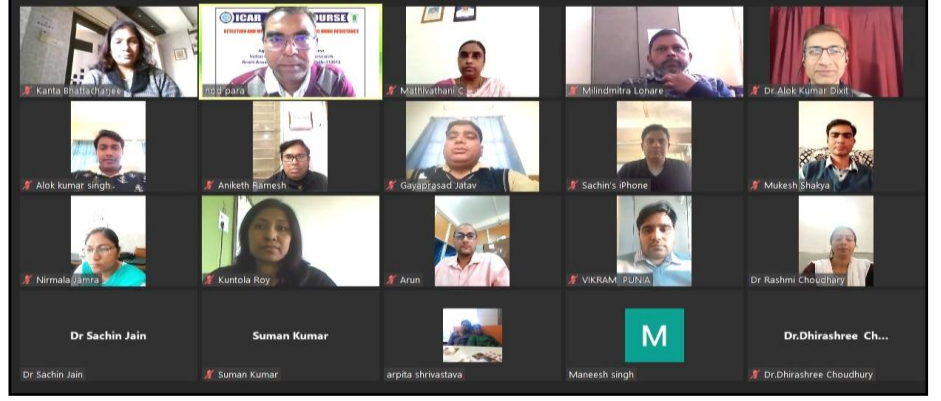 ICAR
COURSE
Kanta Bhattacharjee
hod para
Mathivathani C
Milindmitra Lonare
Dr Alok Kumar Dixit
Alok kumar singh
Aniketh Ramesh
Gayaprasad Jatav
Sachin's iPhone
Mukesh Shakya
Nirmala Jamra
Kuntola Roy
Arun
VIKRAM PUNIA
Dr Rashmi Choudhary
Dr Sachin Jain
Suman Kumar
M
Dr.Dhirashree Ch...
Dr Sachin Jain
Suman Kumar
arpita shrivastava
Maneesh singh
Dr.Dhirashree Choudhury